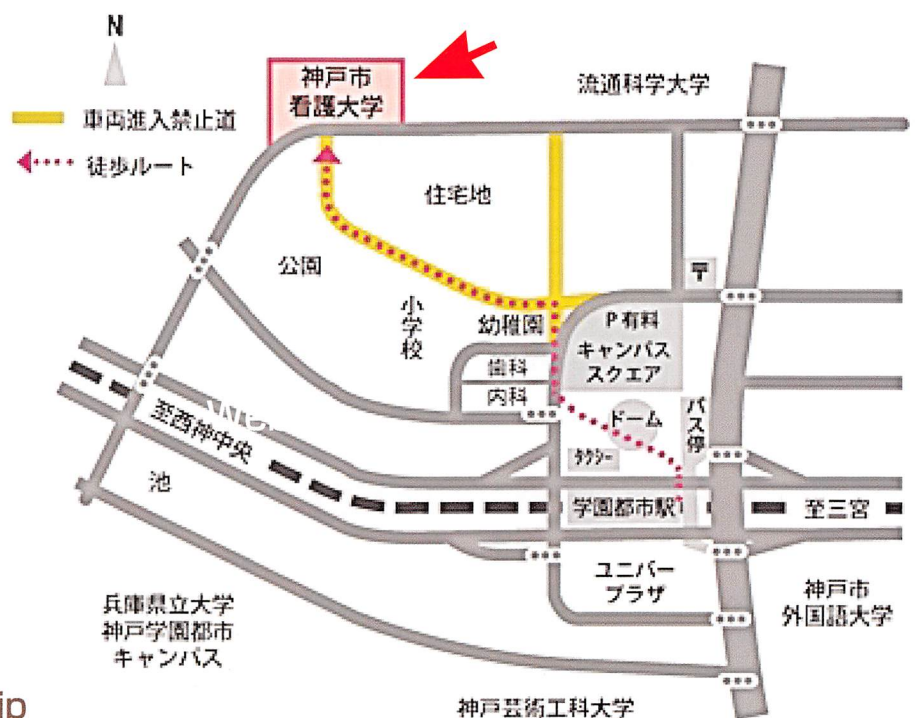 N
神戸市
看護大学
流通科学大学
車両進入禁止道
徒歩ルート
住宅地
公園
小学校
幼稚園
〒
P有料
キャンパス
スクエア
歯科
内科
ドーム
バス停
タクシー
至西神中央
池
学園都市駅
至三宮
ユニバー
プラザ
神戸市
外国語大学
兵庫県立大学
神戸学園都市
キャンパス
神戸芸術工科大学
ip